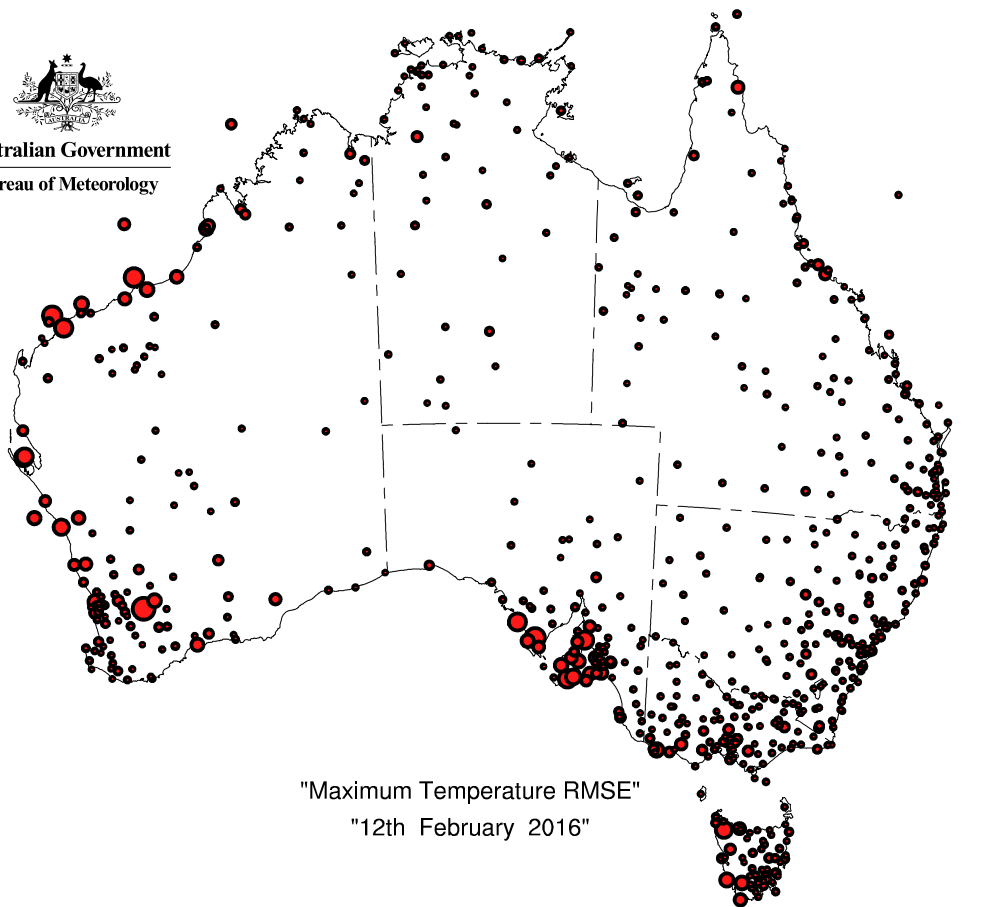 AUSTRALIA
tralian Government
reau of Meteorology
"Maximum Temperature RMSE"
"12th February 2016"